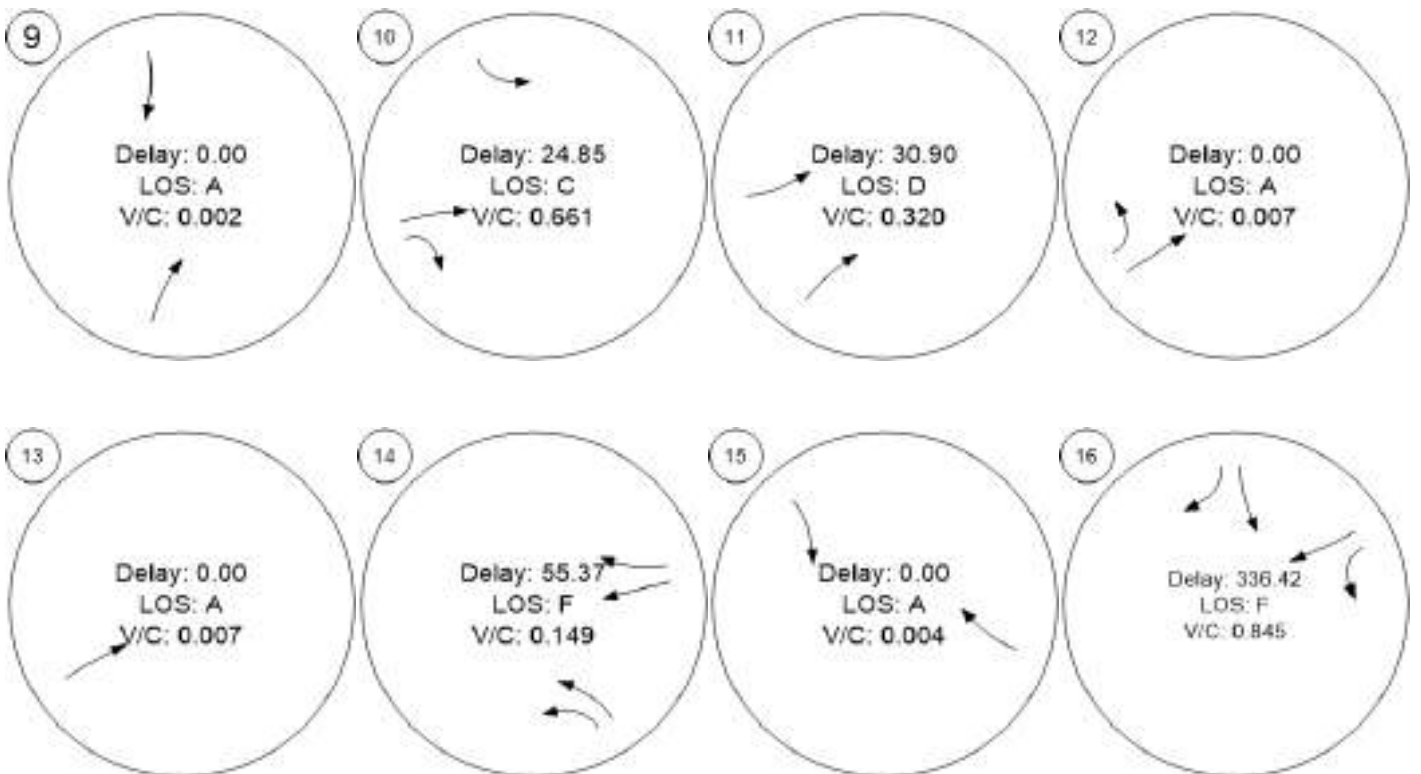 9
Delay: 0.00
LOS: A
V/C: 0.002
10
Delay: 24.85
LOS: C
V/C: 0.661
11
Delay: 30.90
LOS: D
V/C: 0.320
12
Delay: 0.00
LOS: A
V/C: 0.007
13
Delay: 0.00
LOS: A
V/C: 0.007
14
Delay: 55.37
LOS: F
V/C: 0.149
15
Delay: 0.00
LOS: A
V/C: 0.004
16
Delay: 336.42
LOS: F
V/C: 0.845